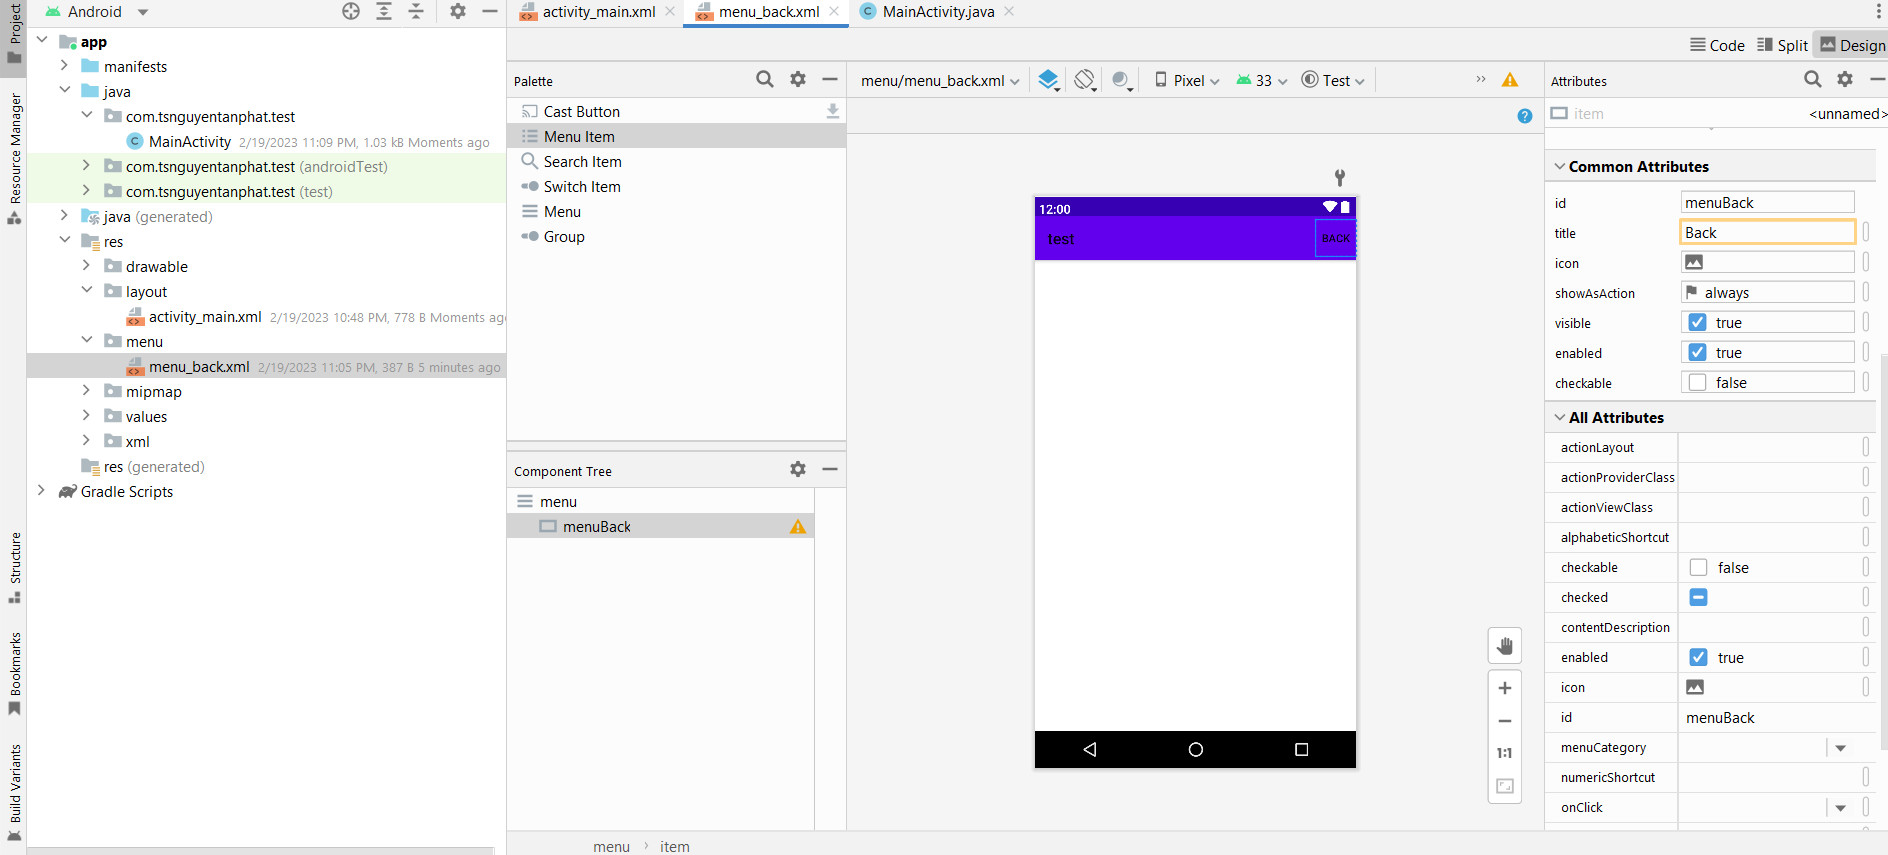 Project
Resource Manager
Structure
Bookmarks
Build Variants
Android
app
manifests
java
com.tsnguyentanphat.test
MainActivity 2/19/2023 11:09 PM, 1.03 kB Moments ago
com.tsnguyentanphat.test (androidTest)
com.tsnguyentanphat.test (test)
java (generated)
res
drawable
layout
activity_main.xml 2/19/2023 10:48 PM, 778 B Moments ago
menu
menu_back.xml 2/19/2023 11:05 PM, 387 B 5 minutes ago
mipmap
values
xml
res (generated)
Gradle Scripts
activity_main.xml
menu_back.xml
MainActivity.java
Code
Split
Design
Palette
Cast Button
Menu Item
Search Item
Switch Item
Menu
Group
Component Tree
menu
menuBack
menu/menu_back.xml
Pixel
33
Test
12:00
test
BACK
1:1
menu › item
Attributes
item <unnamed>
Common Attributes
id menuBack
title Back
icon
showAsAction always
visible true
enabled true
checkable false
All Attributes
actionLayout
actionProviderClass
actionViewClass
alphabeticShortcut
checkable false
checked
contentDescription
enabled true
icon
id menuBack
menuCategory
numericShortcut
onClick